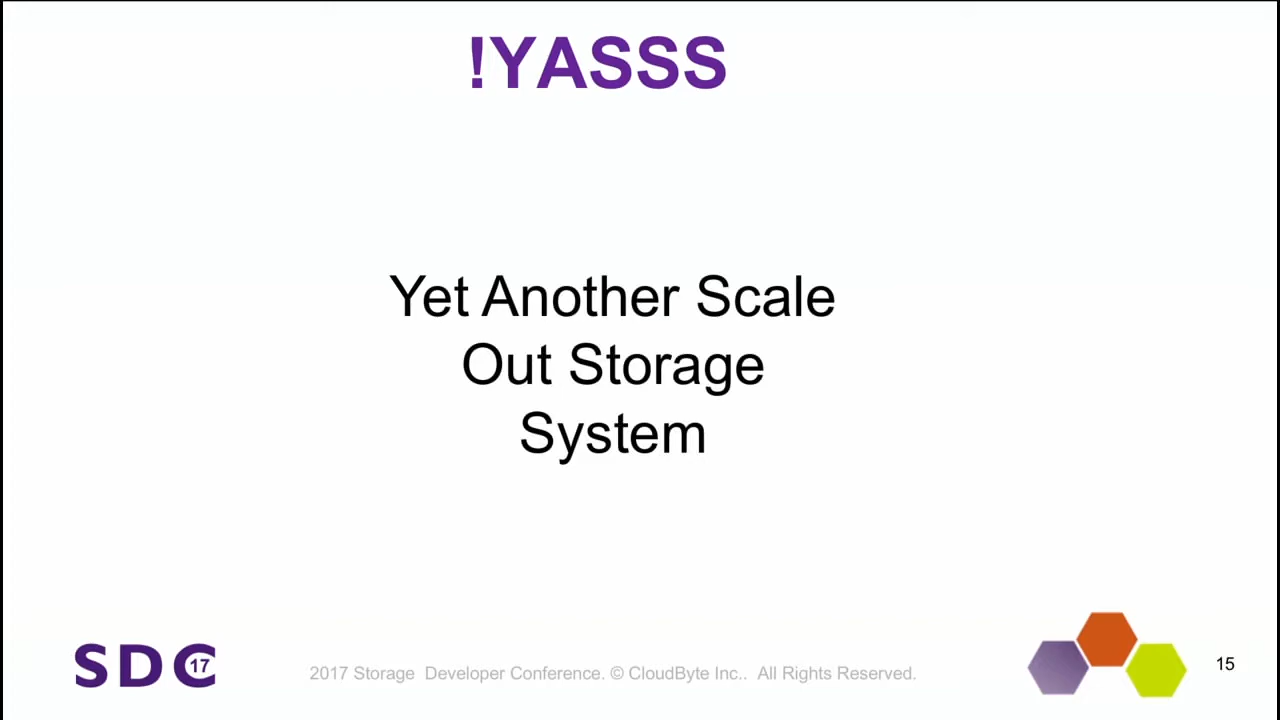 !YASSS
Yet Another Scale
Out Storage
System
SDC 17
2017 Storage Developer Conference. © CloudByte Inc.. All Rights Reserved.
15